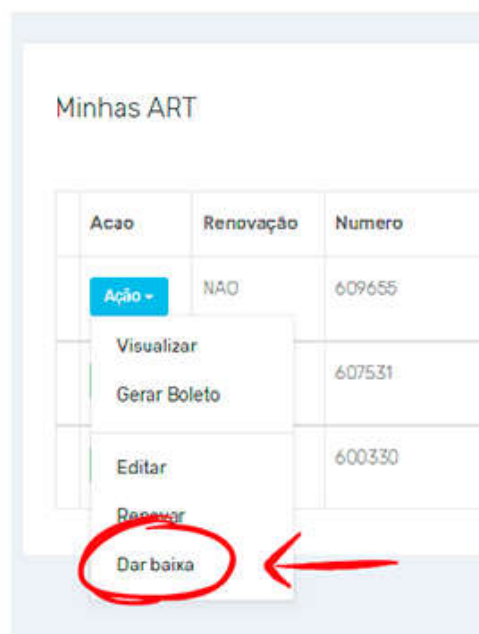 Minhas ART
Acao Renovação Numero
Ação NAO 609655
Visualizar
607531
Gerar Boleto
600330
Editar
Renovar
Dar baixa